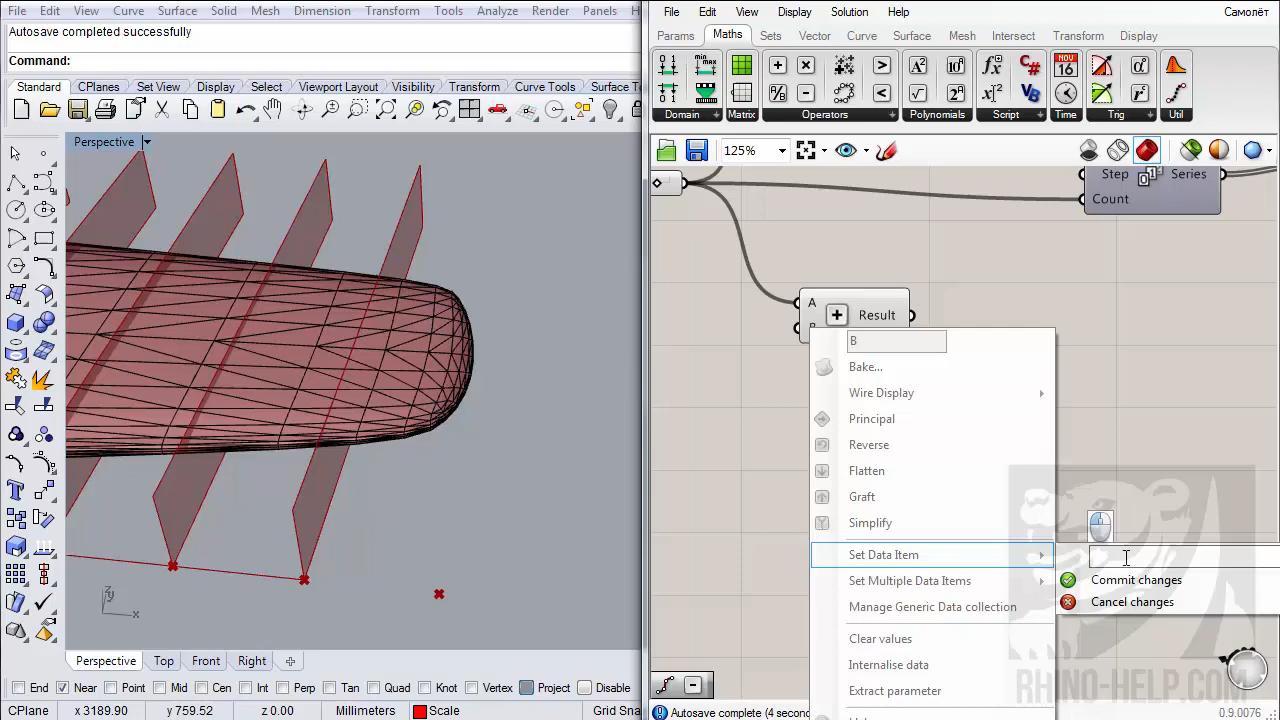 File Edit View Curve Surface Solid Mesh Dimension Transform Tools Analyze Render Panels
Autosave completed successfully
Command:
Standard CPlanes Set View Display Select Viewport Layout Visibility Transform Curve Tools Surface To
Perspective
Perspective Top Front Right
End Near Point Mid Cen Int Perp Tan Quad Knot Vertex Project Disable
CPlane x 3189.90 y 759.52 z 0.00 Millimeters Scale Grid Snap
File Edit View Display Solution Help Самолёт
Params Maths Sets Vector Curve Surface Mesh Intersect Transform Display
Domain Matrix Operators Polynomials Script Time Trig Util
125%
Step Series
Count
A Result
B
Bake...
Wire Display
Principal
Reverse
Flatten
Graft
Simplify
Set Data Item
Commit changes
Cancel changes
Set Multiple Data Items
Manage Generic Data collection
Clear values
Internalise data
Extract parameter
RHINO-HELP.COM
Autosave complete (4 secon 0.9.0076